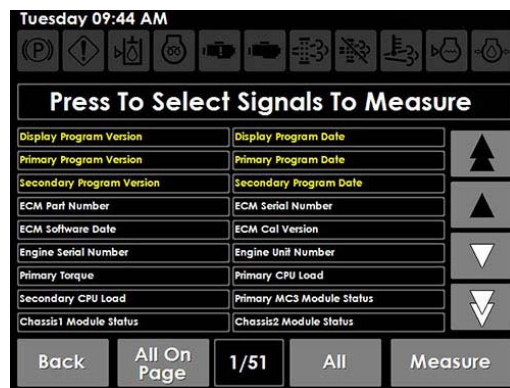 Tuesday 09:44 AM
Press To Select Signals To Measure
Display Program Version Display Program Date
Primary Program Version Primary Program Date
Secondary Program Version Secondary Program Date
ECM Part Number ECM Serial Number
ECM Software Date ECM Cal Version
Engine Serial Number Engine Unit Number
Primary Torque Primary CPU Load
Secondary CPU Load Primary MC3 Module Status
Chassis1 Module Status Chassis2 Module Status
Back All On Page 1/51 All Measure